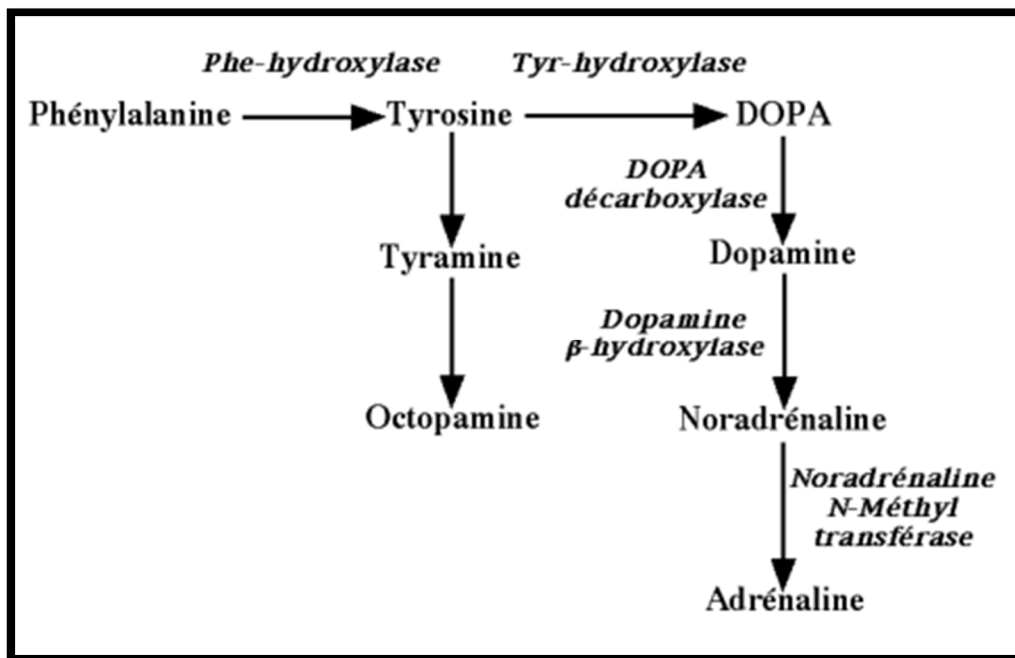 Phe-hydroxylase Tyr-hydroxylase
Phénylalanine Tyrosine DOPA
DOPA
décarboxylase
Tyramine Dopamine
Dopamine
β-hydroxylase
Octopamine Noradrénaline
Noradrénaline
N-Méthyl
transférase
Adrénaline